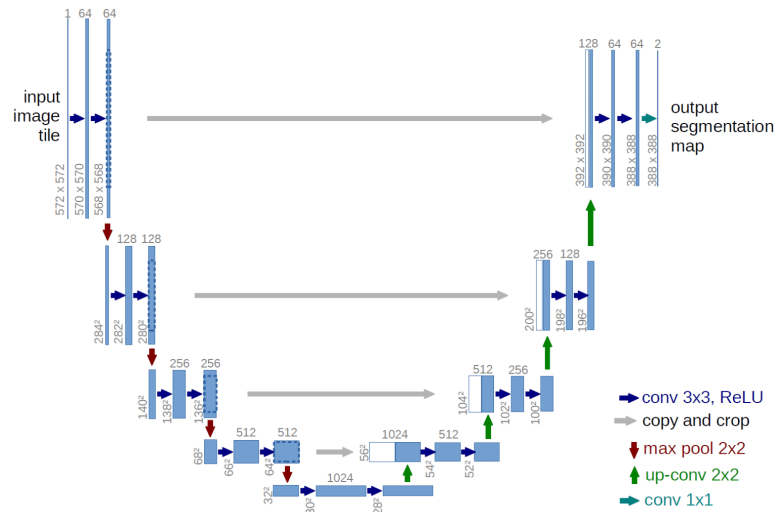 1 64 64
128 64 64 2
input
image
tile
output
segmentation
map
572 x 572
570 x 570
568 x 568
392 x 392
390 x 390
388 x 388
388 x 388
128 128
256 128
284²
282²
280²
200²
198²
196²
256 256
512 256
140²
138²
136²
104²
102²
100²
512 512
1024 512
68²
66²
64²
56²
54²
52²
1024
32²
30²
28²
conv 3x3, ReLU
copy and crop
max pool 2x2
up-conv 2x2
conv 1x1